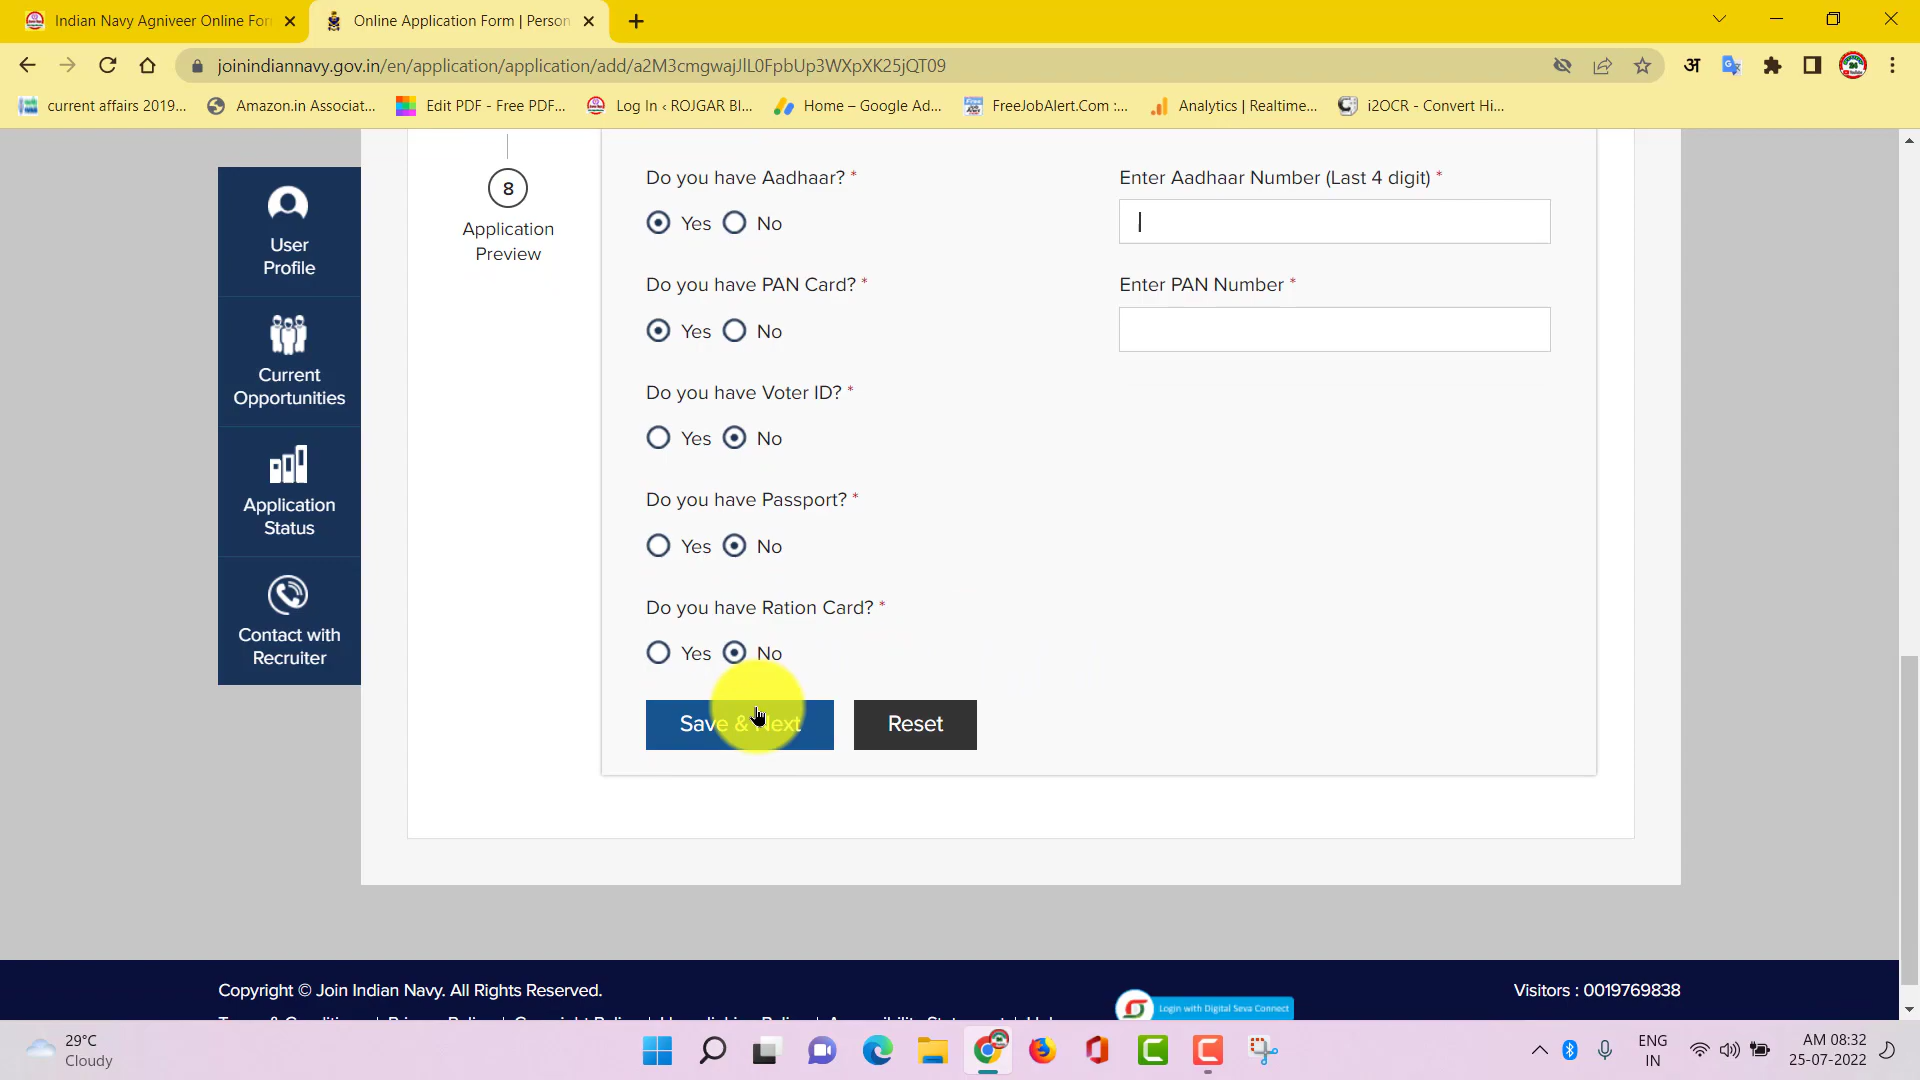 Indian Navy Agniveer Online For
Online Application Form | Person
joinindiannavy.gov.in/en/application/application/add/a2M3cmgwajJlL0FpbUp3WXpXK25jQT09
अ
current affairs 2019...
Amazon.in Associat...
Edit PDF - Free PDF...
Log In ‹ ROJGAR BI...
Home – Google Ad...
FreeJobAlert.Com :...
Analytics | Realtime...
i2OCR - Convert Hi...
User
Profile
Current
Opportunities
Application
Status
Contact with
Recruiter
8
Application
Preview
Do you have Aadhaar? *
Yes No
Enter Aadhaar Number (Last 4 digit) *
Do you have PAN Card? *
Yes No
Enter PAN Number *
Do you have Voter ID? *
Yes No
Do you have Passport? *
Yes No
Do you have Ration Card? *
Yes No
Save & Next Reset
Copyright © Join Indian Navy. All Rights Reserved.
Login with Digital Seva Connect
Visitors : 0019769838
29°C
Cloudy
ENG
IN
AM 08:32
25-07-2022